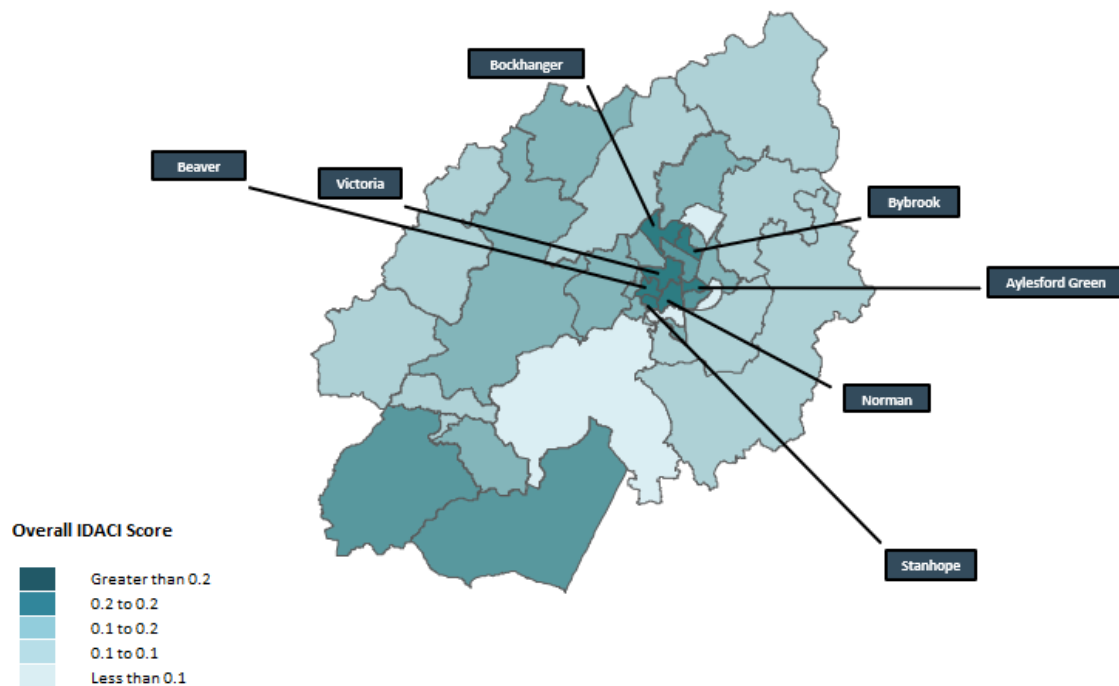 Bockhanger
Beaver
Victoria
Bybrook
Aylesford Green
Norman
Stanhope
Overall IDACI Score
Greater than 0.2
0.2 to 0.2
0.1 to 0.2
0.1 to 0.1
Less than 0.1